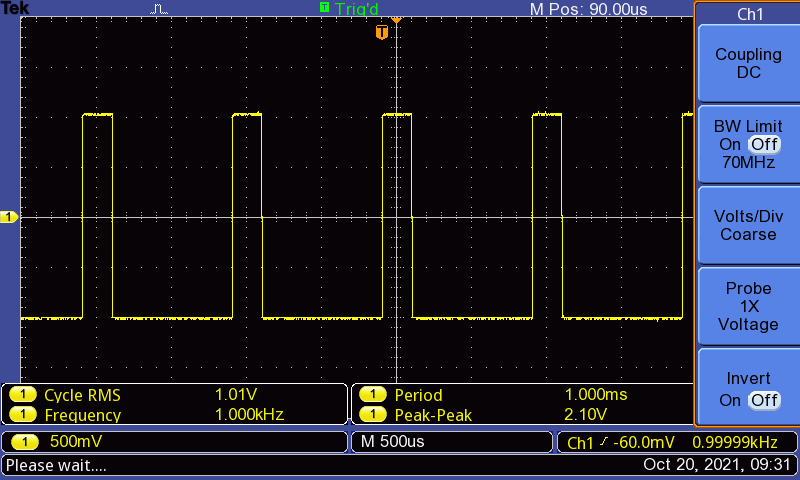 Tek T Trig'd M Pos: 90.00us Ch1
T
Coupling
DC
BW Limit
On Off
70MHz
1
Volts/Div
Coarse
Probe
1X
Voltage
Invert
On Off
1 Cycle RMS 1.01V 1 Period 1.000ms
1 Frequency 1.000kHz 1 Peak-Peak 2.10V
1 500mV M 500us Ch1 -60.0mV 0.99999kHz
Please wait.... Oct 20, 2021, 09:31